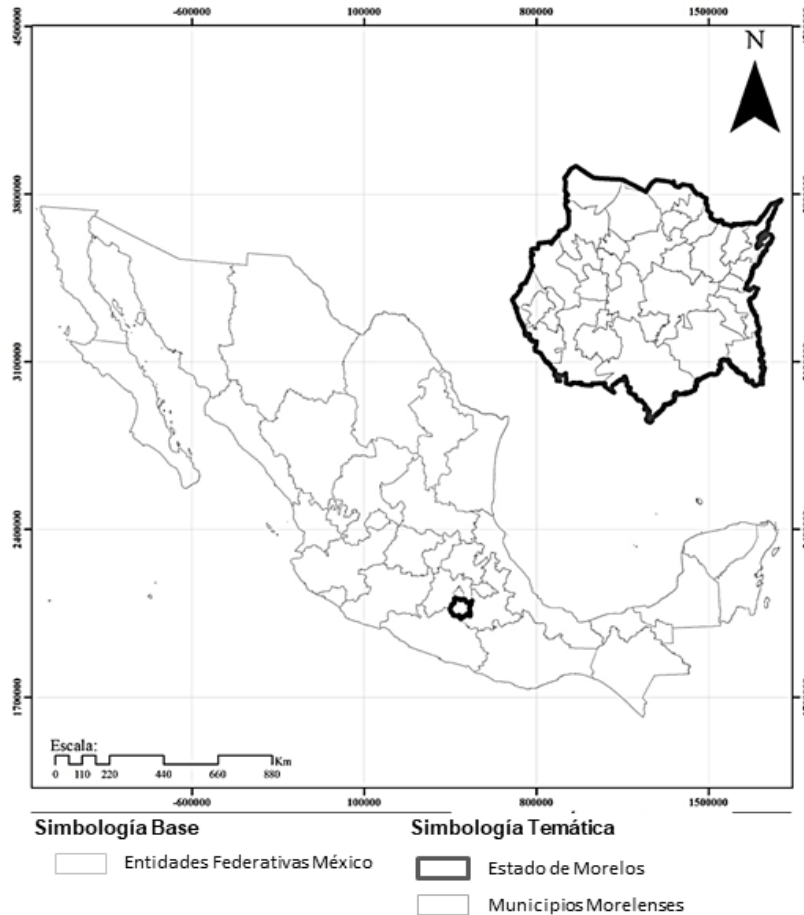 -600000 100000 800000 1500000
4500000
N
3800000
3100000
2400000
1700000
Escala:
Km
0 110 220 440 660 880
-600000 100000 800000 1500000
Simbología Base
Simbología Temática
Entidades Federativas México
Estado de Morelos
Municipios Morelenses